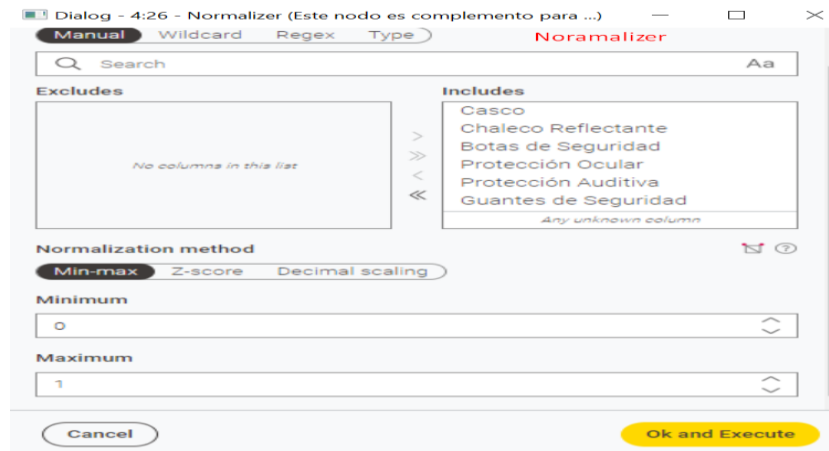 Dialog - 4:26 - Normalizer (Este nodo es complemento para ...)
Manual Wildcard Regex Type
Noramalizer
Search Aa
Excludes
Includes
No columns in this list
Casco
Chaleco Reflectante
Botas de Seguridad
Protección Ocular
Protección Auditiva
Guantes de Seguridad
Any unknown column
Normalization method
Min-max Z-score Decimal scaling
Minimum
0
Maximum
1
Cancel Ok and Execute